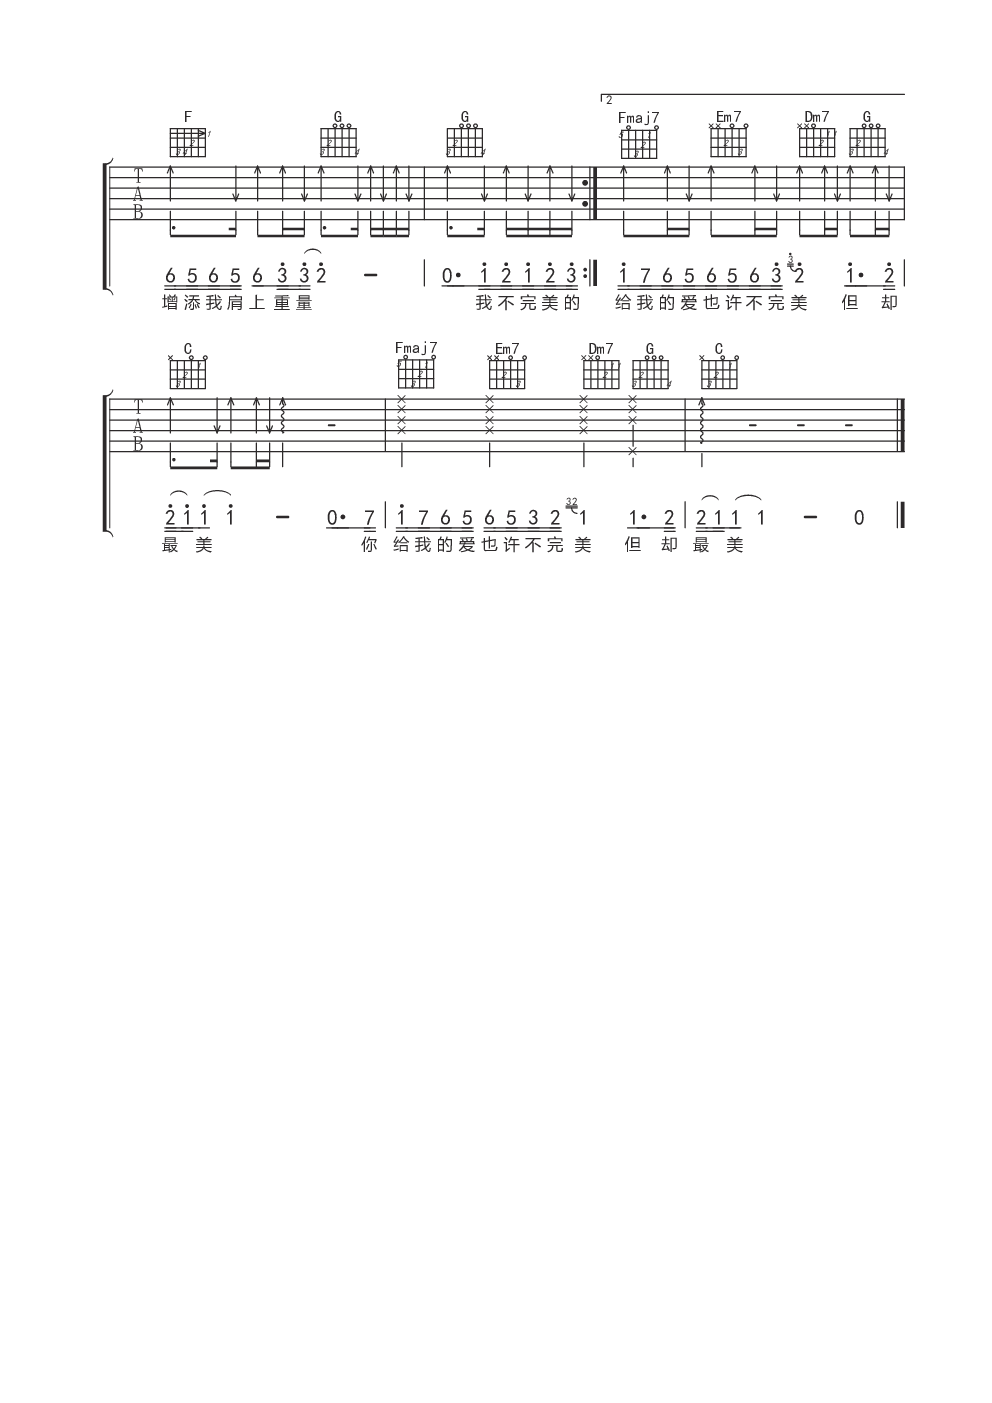 2
F G G Fmaj7 Em7 Dm7 G
T
A
B
6 5 6 5 6 3 3 2 － 0· 1 2 1 2 3 1 7 6 5 6 5 6 3 3 2 1· 2
增添我肩上重量 我不完美的 给我的爱也许不完美 但 却
C Fmaj7 Em7 Dm7 G C
T
A
B
2 1 1 1 － 0· 7 1 7 6 5 6 5 3 2 32 1 1· 2 2 1 1 1 － 0
最 美 你 给我的爱也许不完 美 但 却 最 美